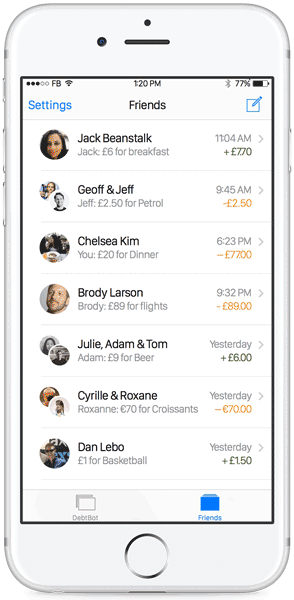 FB 1:20 PM 77%
Settings Friends
Jack Beanstalk 11:04 AM
Jack: £6 for breakfast +£7.70
Geoff & Jeff 9:45 AM
Jeff: £2.50 for Petrol -£2.50
Chelsea Kim 6:23 PM
You: £20 for Dinner –£77.00
Brody Larson 9:32 PM
Brody: £89 for flights -£89.00
Julie, Adam & Tom Yesterday
Adam: £9 for Beer +£6.00
Cyrille & Roxane Yesterday
Roxanne: €70 for Croissants –€70.00
Dan Lebo Yesterday
£1 for Basketball +£1.50
DebtBot Friends